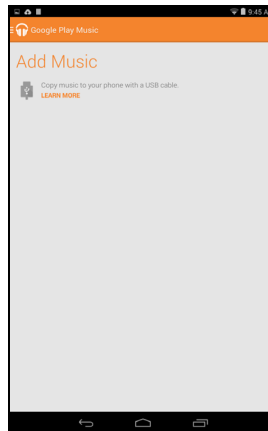 9:45 A
Google Play Music
Add Music
Copy music to your phone with a USB cable.
LEARN MORE